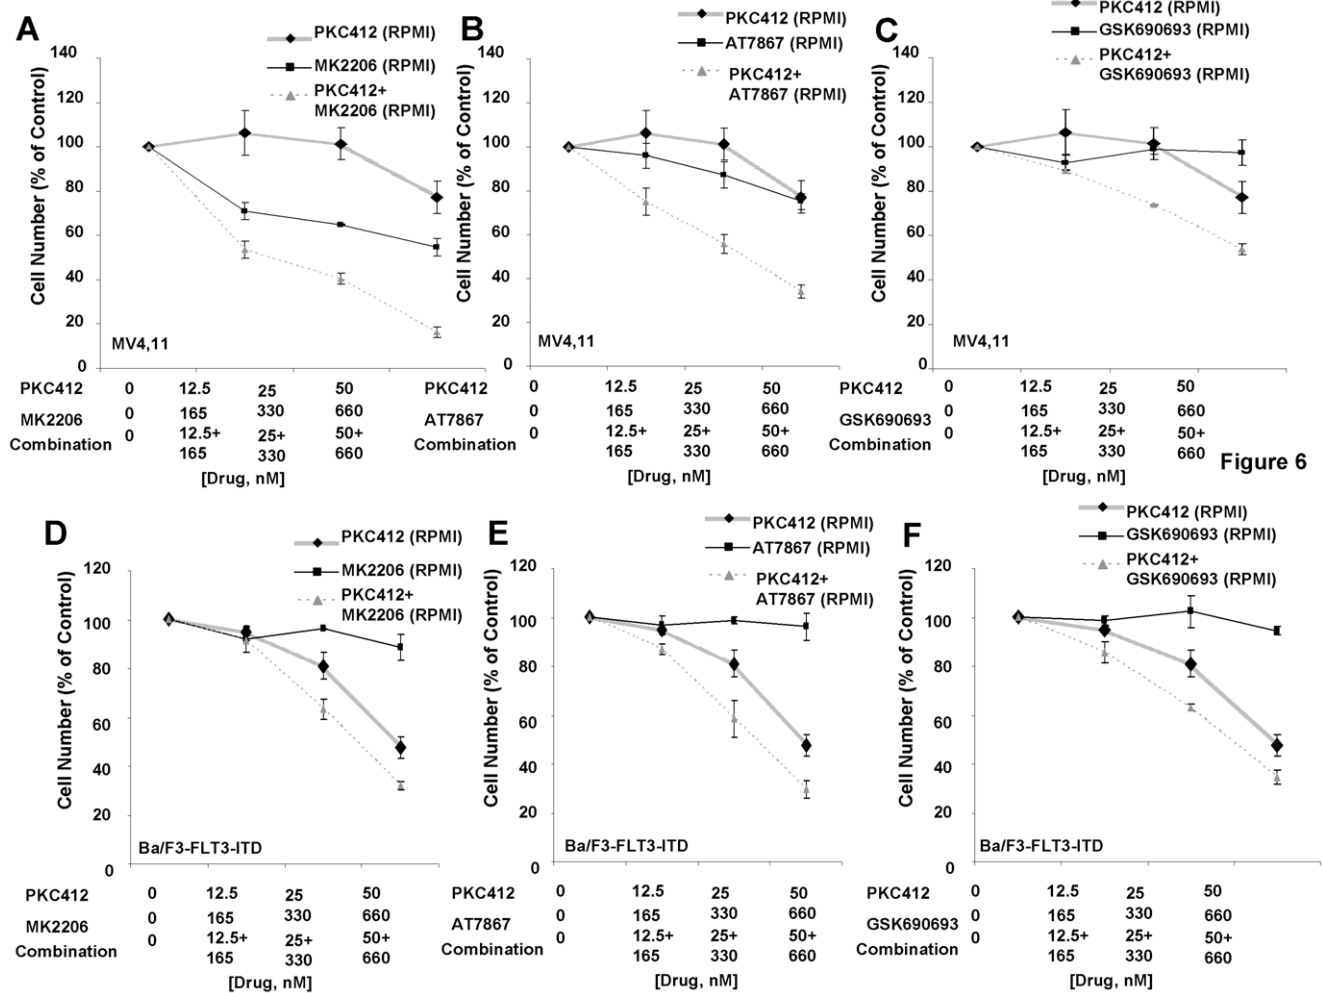 A
PKC412 (RPMI)
MK2206 (RPMI)
PKC412+
MK2206 (RPMI)
Cell Number (% of Control)
140
120
100
80
60
40
20
0
MV4,11
PKC412 0 12.5 25 50
MK2206 0 165 330 660
Combination 0 12.5+ 25+ 50+
165 330 660
[Drug, nM]
B
PKC412 (RPMI)
AT7867 (RPMI)
PKC412+
AT7867 (RPMI)
Cell Number (% of Control)
140
120
100
80
60
40
20
0
MV4,11
PKC412 0 12.5 25 50
AT7867 0 165 330 660
Combination 0 12.5+ 25+ 50+
165 330 660
[Drug, nM]
C
PKC412 (RPMI)
GSK690693 (RPMI)
PKC412+
GSK690693 (RPMI)
Cell Number (% of Control)
140
120
100
80
60
40
20
0
MV4,11
PKC412 0 12.5 25 50
GSK690693 0 165 330 660
Combination 0 12.5+ 25+ 50+
165 330 660
[Drug, nM]
Figure 6
D
PKC412 (RPMI)
MK2206 (RPMI)
PKC412+
MK2206 (RPMI)
Cell Number (% of Control)
120
100
80
60
40
20
0
Ba/F3-FLT3-ITD
PKC412 0 12.5 25 50
MK2206 0 165 330 660
Combination 0 12.5+ 25+ 50+
165 330 660
[Drug, nM]
E
PKC412 (RPMI)
AT7867 (RPMI)
PKC412+
AT7867 (RPMI)
Cell Number (% of Control)
120
100
80
60
40
20
0
Ba/F3-FLT3-ITD
PKC412 0 12.5 25 50
AT7867 0 165 330 660
Combination 0 12.5+ 25+ 50+
165 330 660
[Drug, nM]
F
PKC412 (RPMI)
GSK690693 (RPMI)
PKC412+
GSK690693 (RPMI)
Cell Number (% of Control)
120
100
80
60
40
20
0
Ba/F3-FLT3-ITD
PKC412 0 12.5 25 50
GSK690693 0 165 330 660
Combination 0 12.5+ 25+ 50+
165 330 660
[Drug, nM]